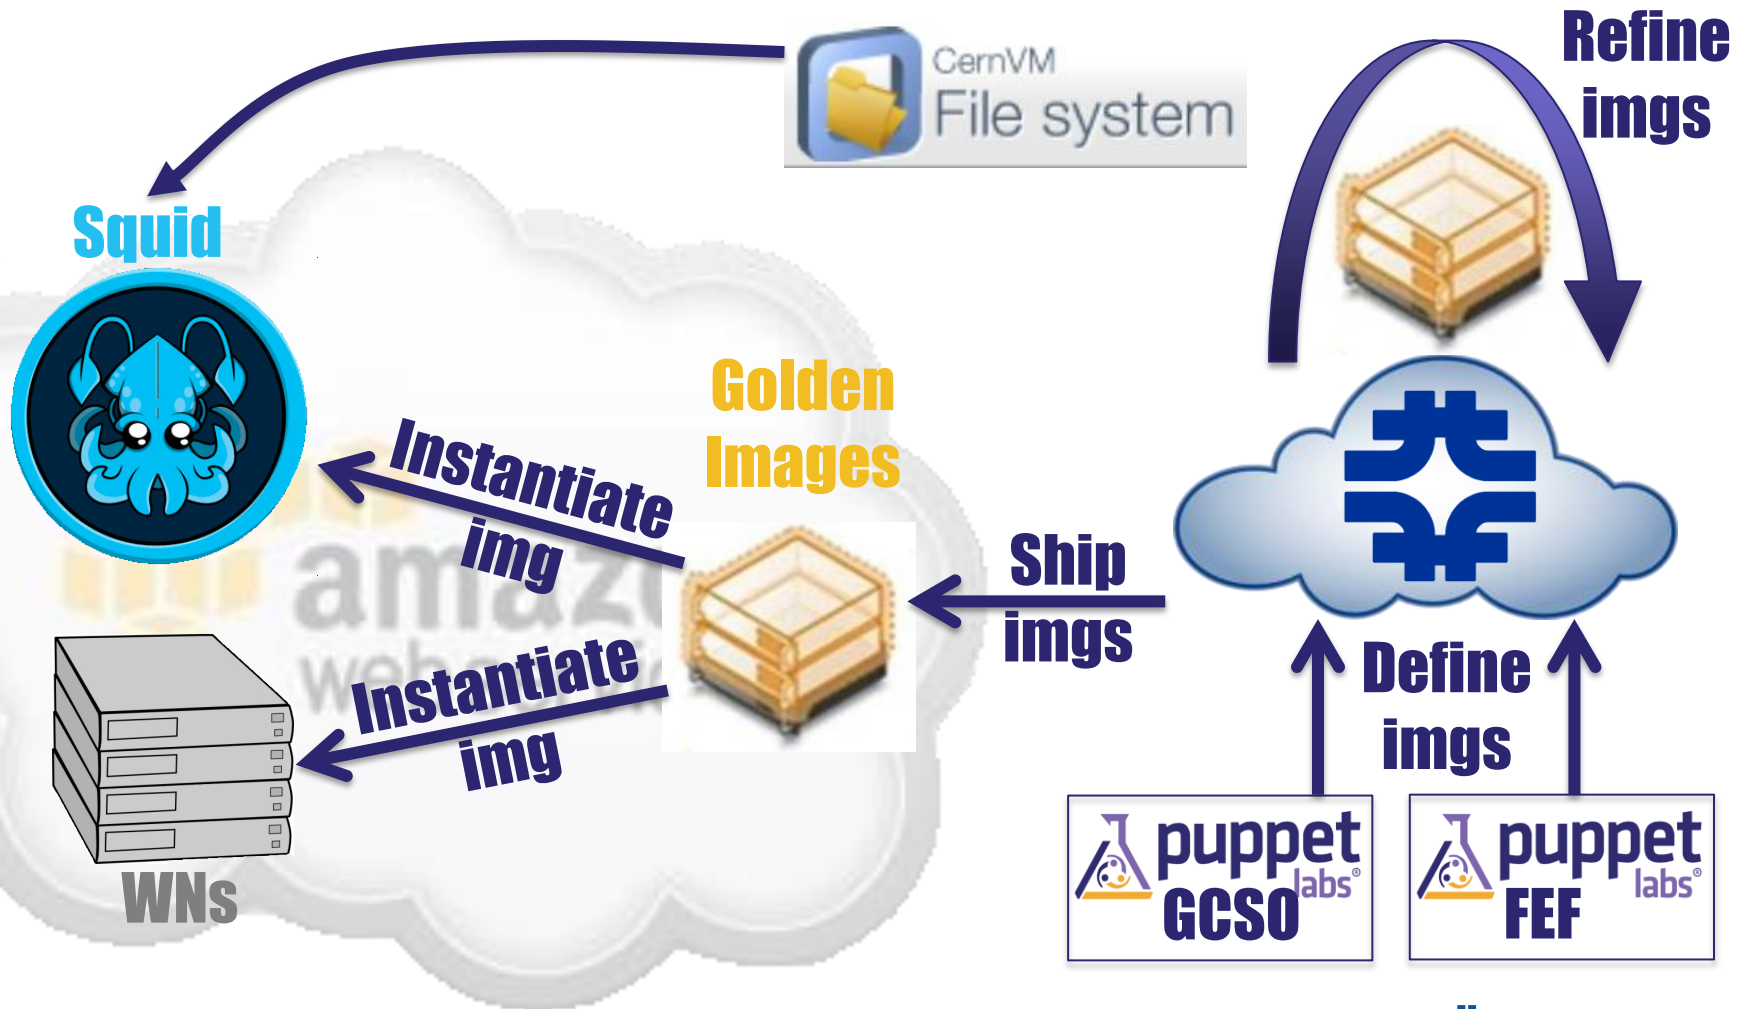 CernVM
File system
Refine
imgs
Squid
Golden
Images
Instantiate
img
Ship
imgs
Instantiate
img
Define
imgs
WNs
puppet
labs®
GCSO
puppet
labs®
FEF